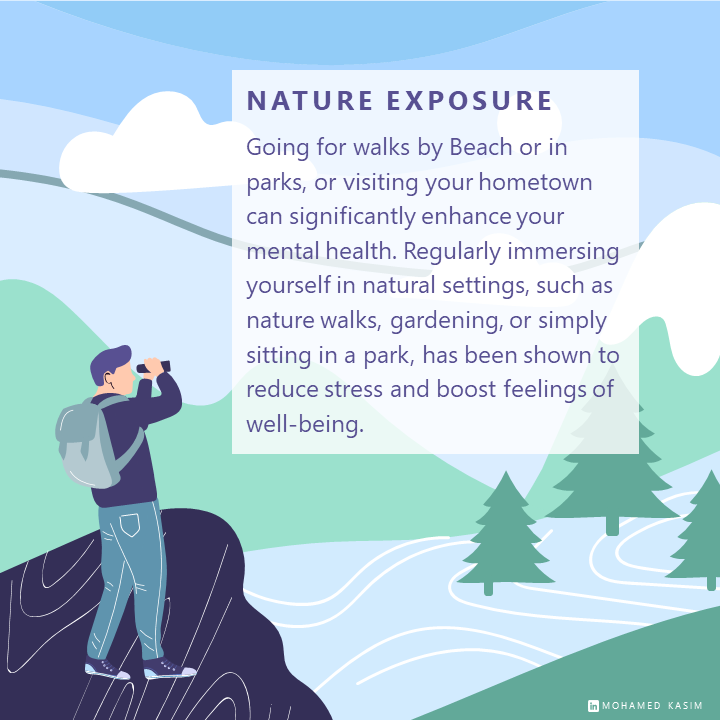 NATURE EXPOSURE
Going for walks by Beach or in
parks, or visiting your hometown
can significantly enhance your
mental health. Regularly immersing
yourself in natural settings, such as
nature walks, gardening, or simply
sitting in a park, has been shown to
reduce stress and boost feelings of
well-being.
in MOHAMED KASIM